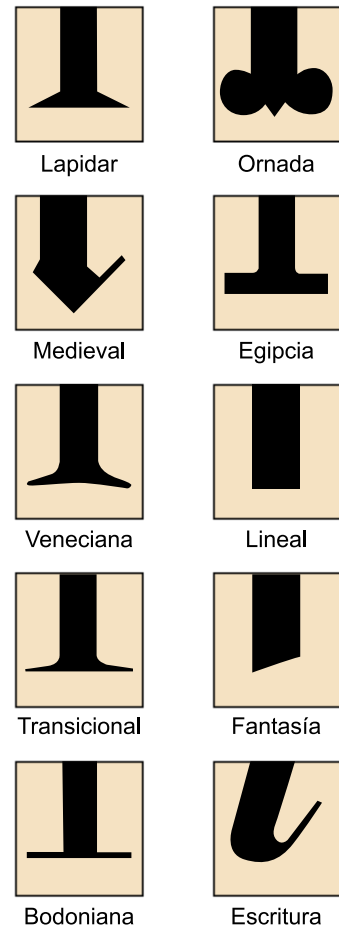 Lapidar
Ornada
Medieval
Egipcia
Veneciana
Lineal
Transicional
Fantasía
Bodoniana
Escritura